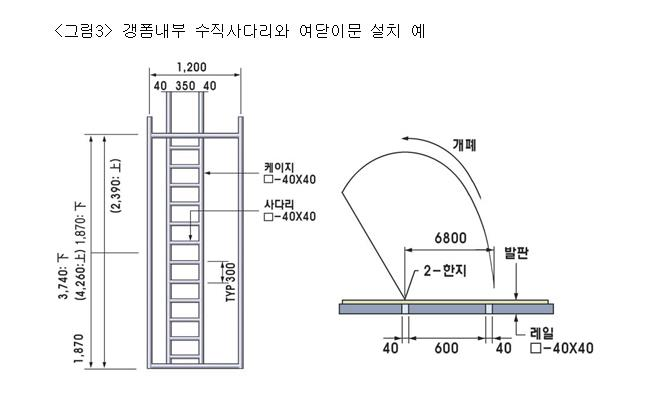 <그림3> 갱폼내부 수직사다리와 여닫이문 설치 예
1,200
40 350 40
케이지
□-40X40
사다리
□-40X40
TYP300
(2,390: 上)
1,870: 下
(4,260:上)
3,740: 下
1,870
개폐
6800
2-한지
발판
레일
□-40X40
40 600 40